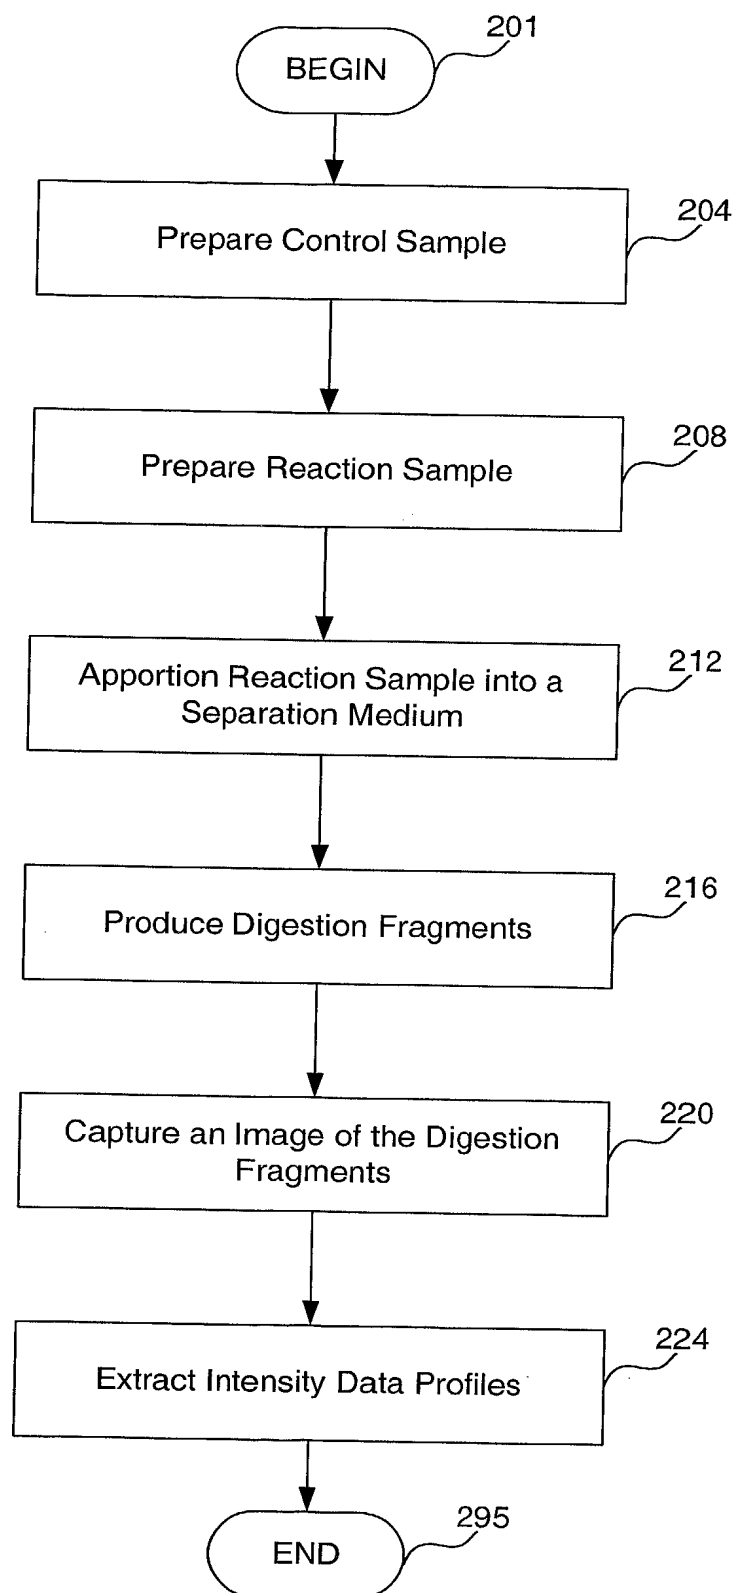 201
BEGIN
204
Prepare Control Sample
208
Prepare Reaction Sample
212
Apportion Reaction Sample into a
Separation Medium
216
Produce Digestion Fragments
220
Capture an Image of the Digestion
Fragments
224
Extract Intensity Data Profiles
295
END